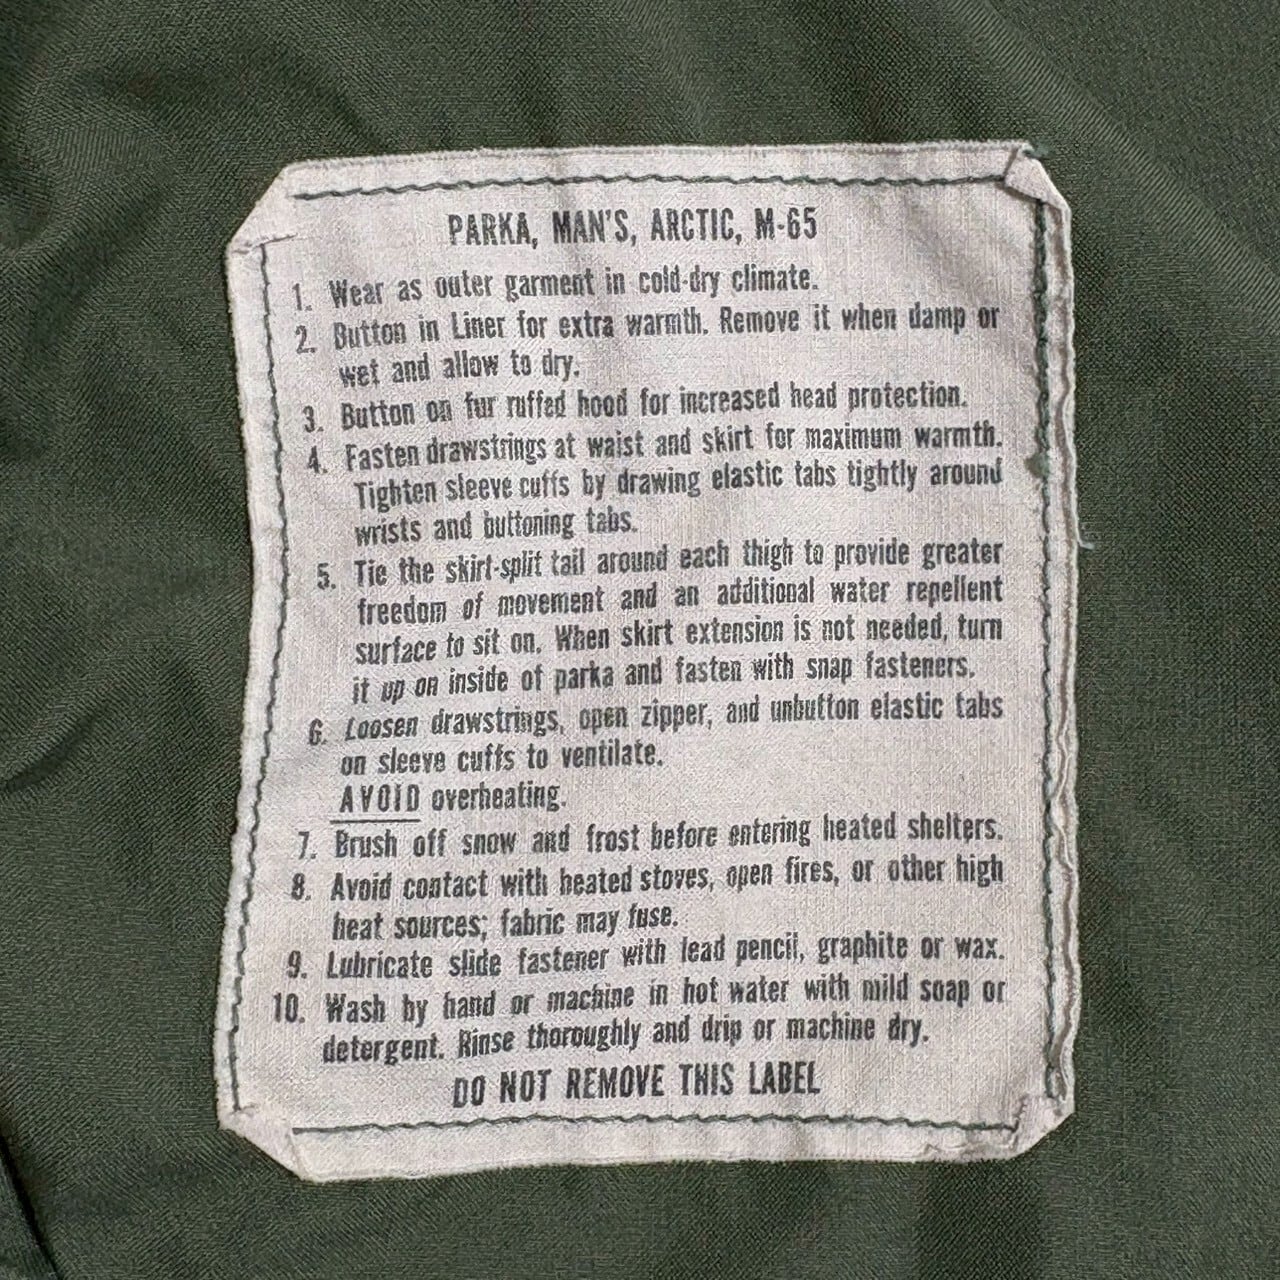 PARKA, MAN'S, ARCTIC, M-65
1. Wear as outer garment in cold-dry climate.
2. Button in Liner for extra warmth. Remove it when damp or
wet and allow to dry.
3. Button on fur ruffed hood for increased head protection.
4. Fasten drawstrings at waist and skirt for maximum warmth.
Tighten sleeve cuffs by drawing elastic tabs tightly around
wrists and buttoning tabs.
5. Tie the skirt-split tail around each thigh to provide greater
freedom of movement and an additional water repellent
surface to sit on. When skirt extension is not needed, turn
it up on inside of parka and fasten with snap fasteners.
6. Loosen drawstrings, open zipper, and unbutton elastic tabs
on sleeve cuffs to ventilate.
AVOID overheating.
7. Brush off snow and frost before entering heated shelters.
8. Avoid contact with heated stoves, open fires, or other high
heat sources; fabric may fuse.
9. Lubricate slide fastener with lead pencil, graphite or wax.
10. Wash by hand or machine in hot water with mild soap or
detergent. Rinse thoroughly and drip or machine dry.
DO NOT REMOVE THIS LABEL